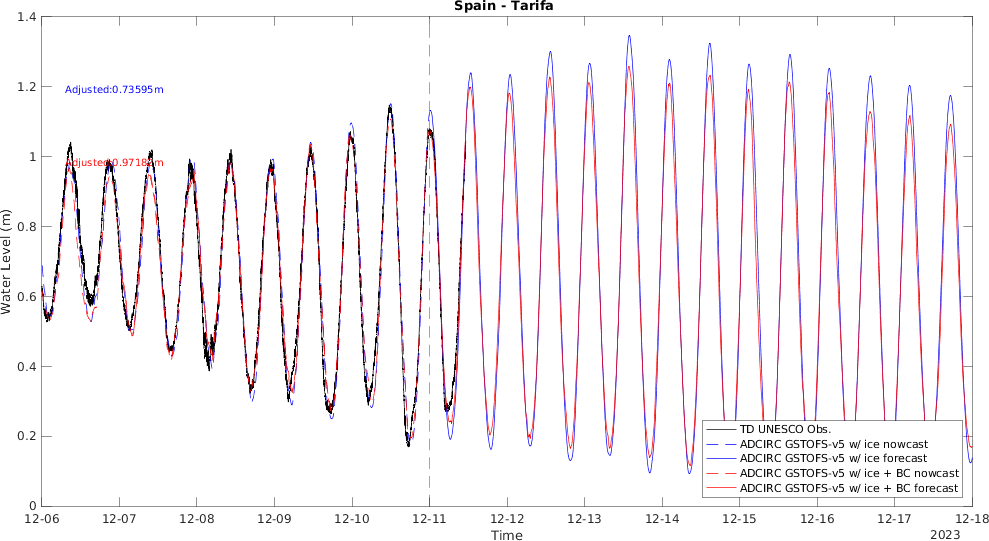 Spain - Tarifa
1.4
1.2
1
0.8
0.6
0.4
0.2
0
Water Level (m)
Adjusted:0.73595m
TD UNESCO Obs.
ADCIRC GSTOFS-v5 w/ ice nowcast
ADCIRC GSTOFS-v5 w/ ice forecast
ADCIRC GSTOFS-v5 w/ ice + BC nowcast
ADCIRC GSTOFS-v5 w/ ice + BC forecast
12-06 12-07 12-08 12-09 12-10 12-11 12-12 12-13 12-14 12-15 12-16 12-17 12-18
Time
2023